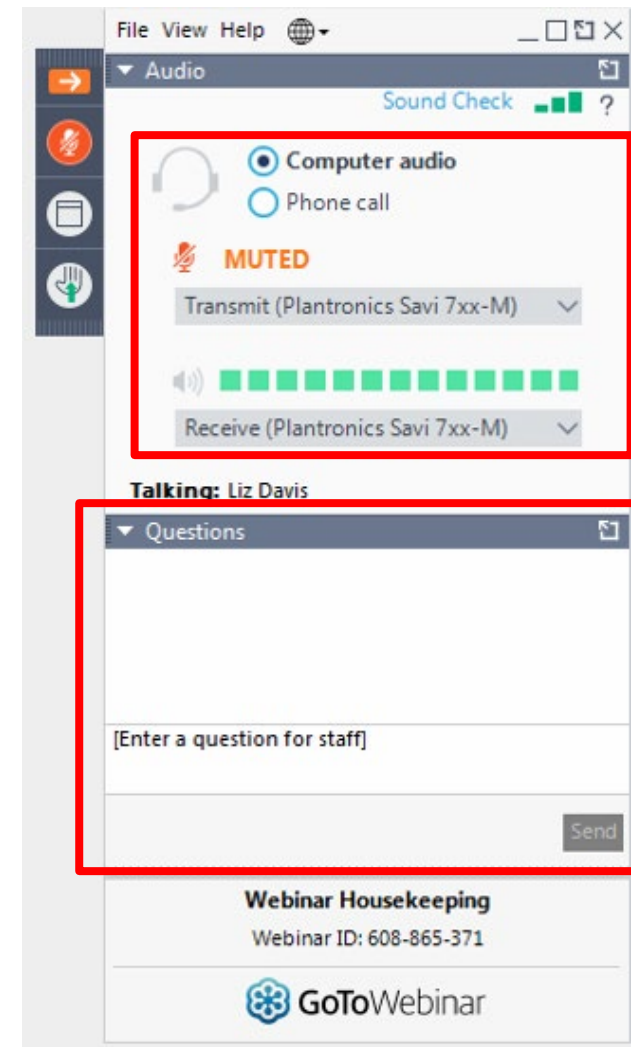 File View Help
Audio
Sound Check ?
Computer audio
Phone call
MUTED
Transmit (Plantronics Savi 7xx-M)
Receive (Plantronics Savi 7xx-M)
Talking: Liz Davis
Questions
[Enter a question for staff]
Send
Webinar Housekeeping
Webinar ID: 608-865-371
GoToWebinar